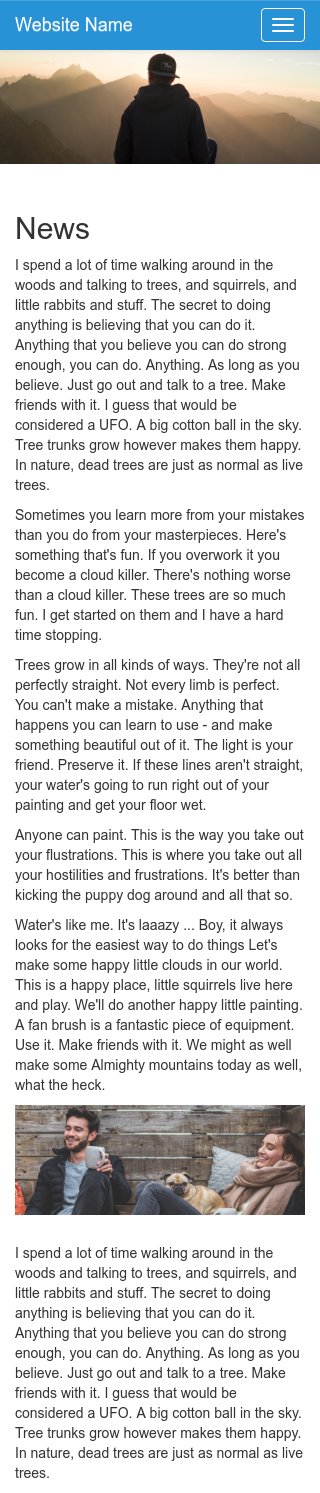 Website Name
News
I spend a lot of time walking around in the
woods and talking to trees, and squirrels, and
little rabbits and stuff. The secret to doing
anything is believing that you can do it.
Anything that you believe you can do strong
enough, you can do. Anything. As long as you
believe. Just go out and talk to a tree. Make
friends with it. I guess that would be
considered a UFO. A big cotton ball in the sky.
Tree trunks grow however makes them happy.
In nature, dead trees are just as normal as live
trees.
Sometimes you learn more from your mistakes
than you do from your masterpieces. Here's
something that's fun. If you overwork it you
become a cloud killer. There's nothing worse
than a cloud killer. These trees are so much
fun. I get started on them and I have a hard
time stopping.
Trees grow in all kinds of ways. They're not all
perfectly straight. Not every limb is perfect.
You can't make a mistake. Anything that
happens you can learn to use - and make
something beautiful out of it. The light is your
friend. Preserve it. If these lines aren't straight,
your water's going to run right out of your
painting and get your floor wet.
Anyone can paint. This is the way you take out
your flustrations. This is where you take out all
your hostilities and frustrations. It's better than
kicking the puppy dog around and all that so.
Water's like me. It's laaazy ... Boy, it always
looks for the easiest way to do things Let's
make some happy little clouds in our world.
This is a happy place, little squirrels live here
and play. We'll do another happy little painting.
A fan brush is a fantastic piece of equipment.
Use it. Make friends with it. We might as well
make some Almighty mountains today as well,
what the heck.
I spend a lot of time walking around in the
woods and talking to trees, and squirrels, and
little rabbits and stuff. The secret to doing
anything is believing that you can do it.
Anything that you believe you can do strong
enough, you can do. Anything. As long as you
believe. Just go out and talk to a tree. Make
friends with it. I guess that would be
considered a UFO. A big cotton ball in the sky.
Tree trunks grow however makes them happy.
In nature, dead trees are just as normal as live
trees.